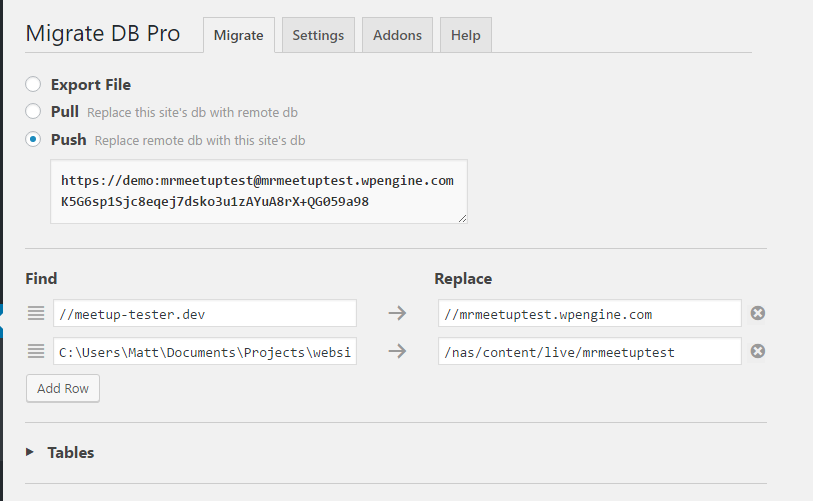 Migrate DB Pro Migrate Settings Addons Help
Export File
Pull Replace this site's db with remote db
Push Replace remote db with this site's db
https://demo:mrmeetuptest@mrmeetuptest.wpengine.com
K5G6sp1Sjc8eqej7dsko3u1zAYuA8rX+QG059a98
Find Replace
//meetup-tester.dev //mrmeetuptest.wpengine.com
C:\Users\Matt\Documents\Projects\websi /nas/content/live/mrmeetuptest
Add Row
Tables